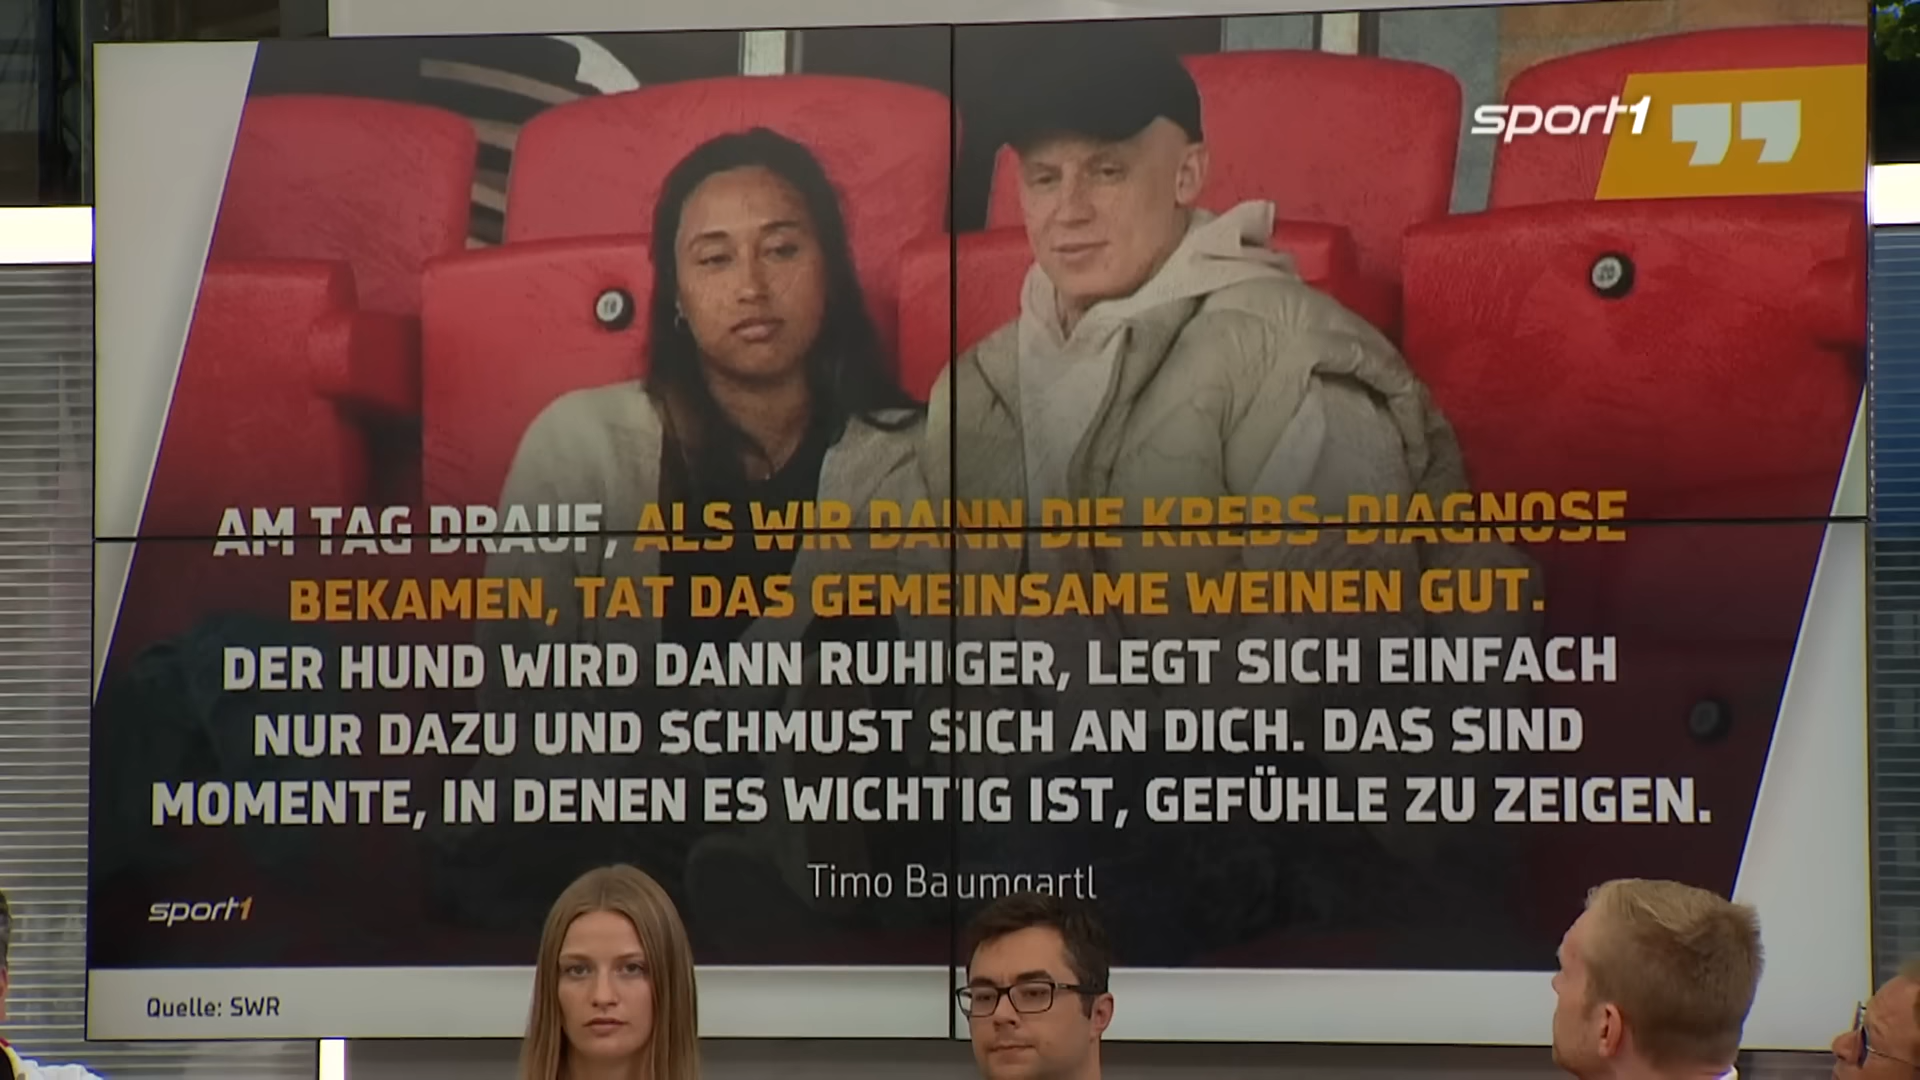 sport1
18
20
AM TAG DRAUF, ALS WIR DANN DIE KREBS-DIAGNOSE
BEKAMEN, TAT DAS GEMEINSAME WEINEN GUT.
DER HUND WIRD DANN RUHIGER, LEGT SICH EINFACH
NUR DAZU UND SCHMUST SICH AN DICH. DAS SIND
MOMENTE, IN DENEN ES WICHTIG IST, GEFÜHLE ZU ZEIGEN.
Timo Baumgartl
sport1
Quelle: SWR